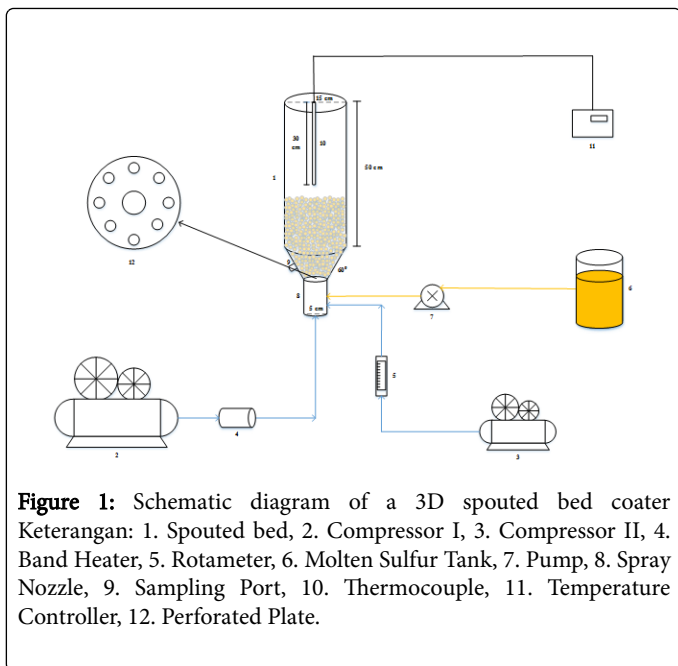 15 cm
30
cm
10
50 cm
1
11
12
9
60°
8
5 cm
6
7
5
2
4
3
Figure 1: Schematic diagram of a 3D spouted bed coater
Keterangan: 1. Spouted bed, 2. Compressor I, 3. Compressor II, 4.
Band Heater, 5. Rotameter, 6. Molten Sulfur Tank, 7. Pump, 8. Spray
Nozzle, 9. Sampling Port, 10. Thermocouple, 11. Temperature
Controller, 12. Perforated Plate.